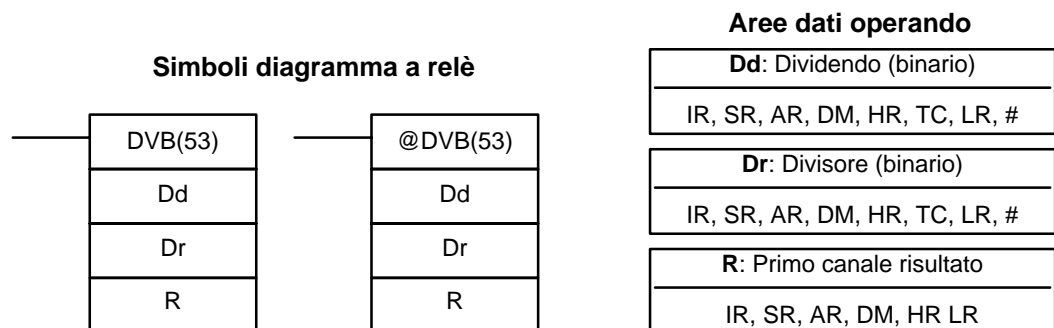 Simboli diagramma a relè
DVB(53)
Dd
Dr
R
@DVB(53)
Dd
Dr
R
Aree dati operando
Dd: Dividendo (binario)
IR, SR, AR, DM, HR, TC, LR, #
Dr: Divisore (binario)
IR, SR, AR, DM, HR, TC, LR, #
R: Primo canale risultato
IR, SR, AR, DM, HR LR